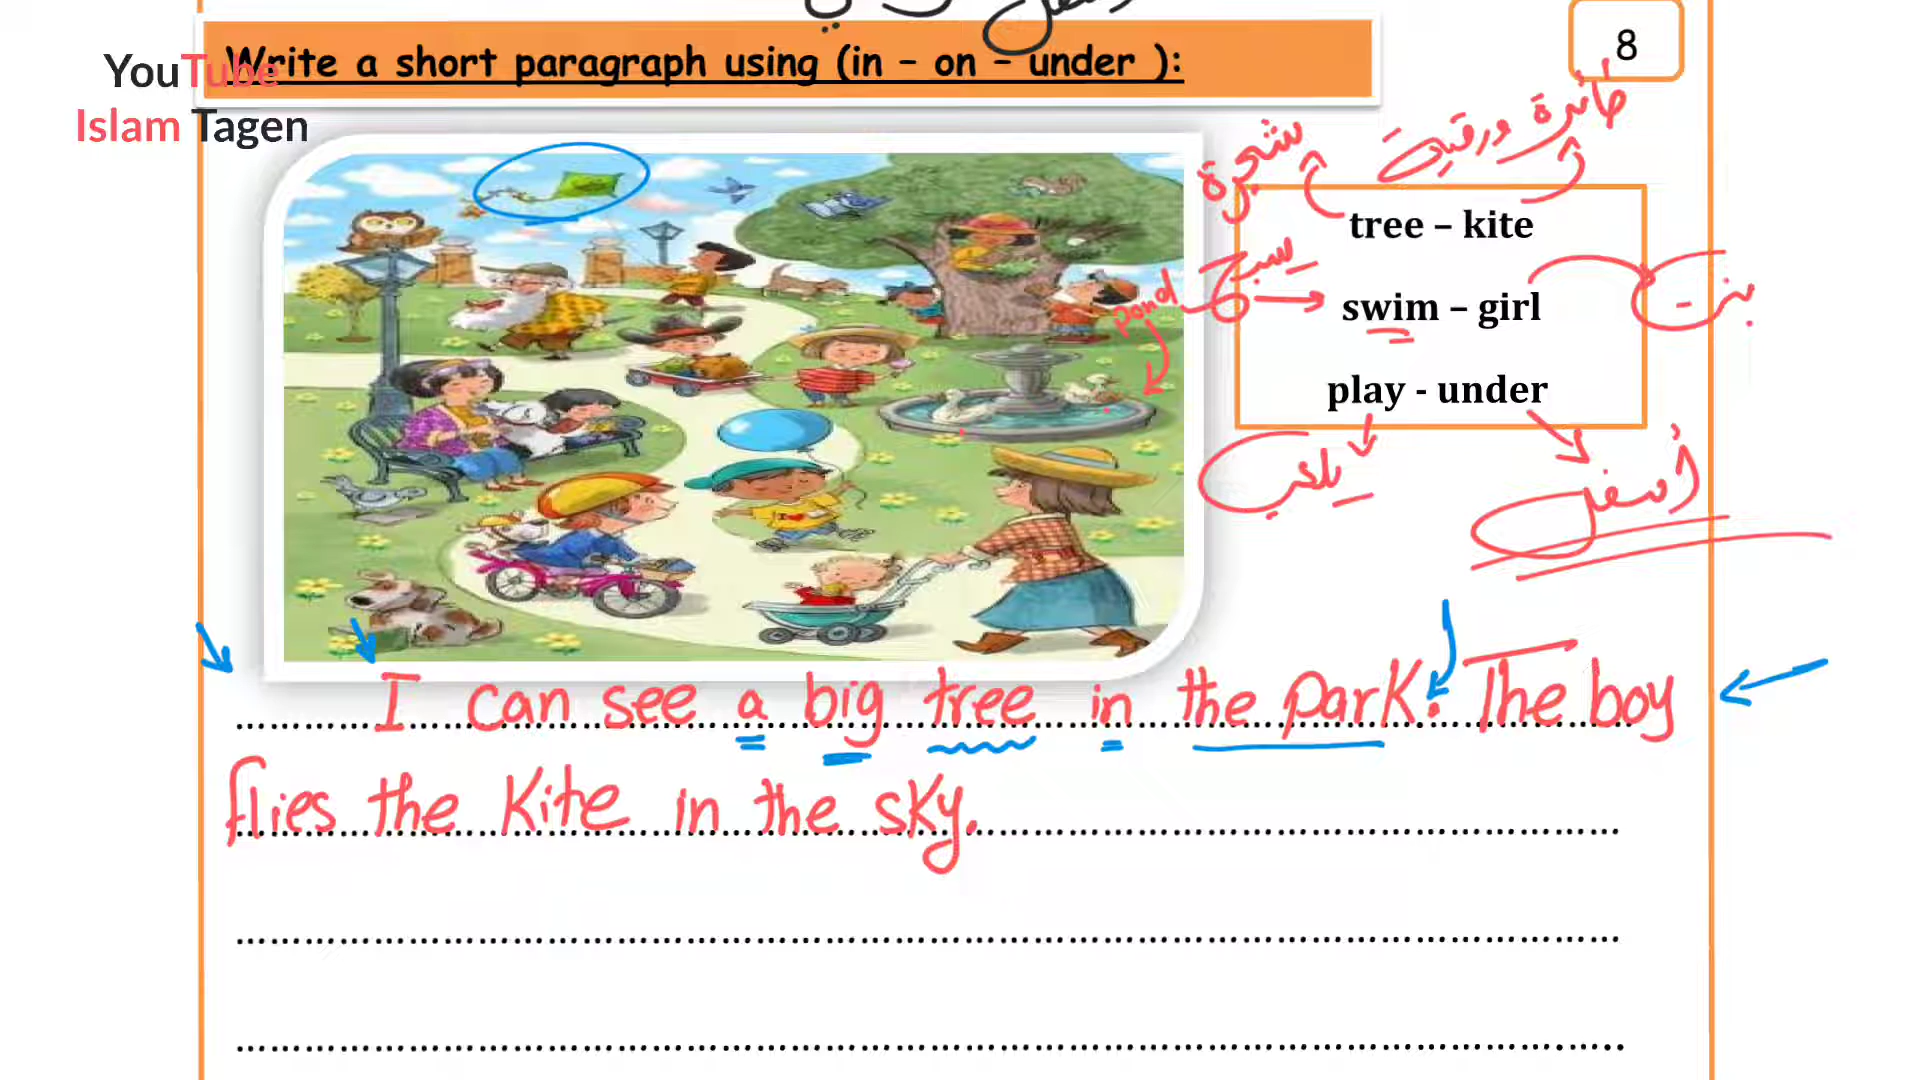 Write a short paragraph using (in – on – under ):
8
YouTube
Islam Tagen
طائرة ورقية
شجرة
tree – kite
يسبح
swim – girl
بنت
pond
play - under
يلعب
أسفل
I can see a big tree in the park. The boy
flies the kite in the sky.
I ♥